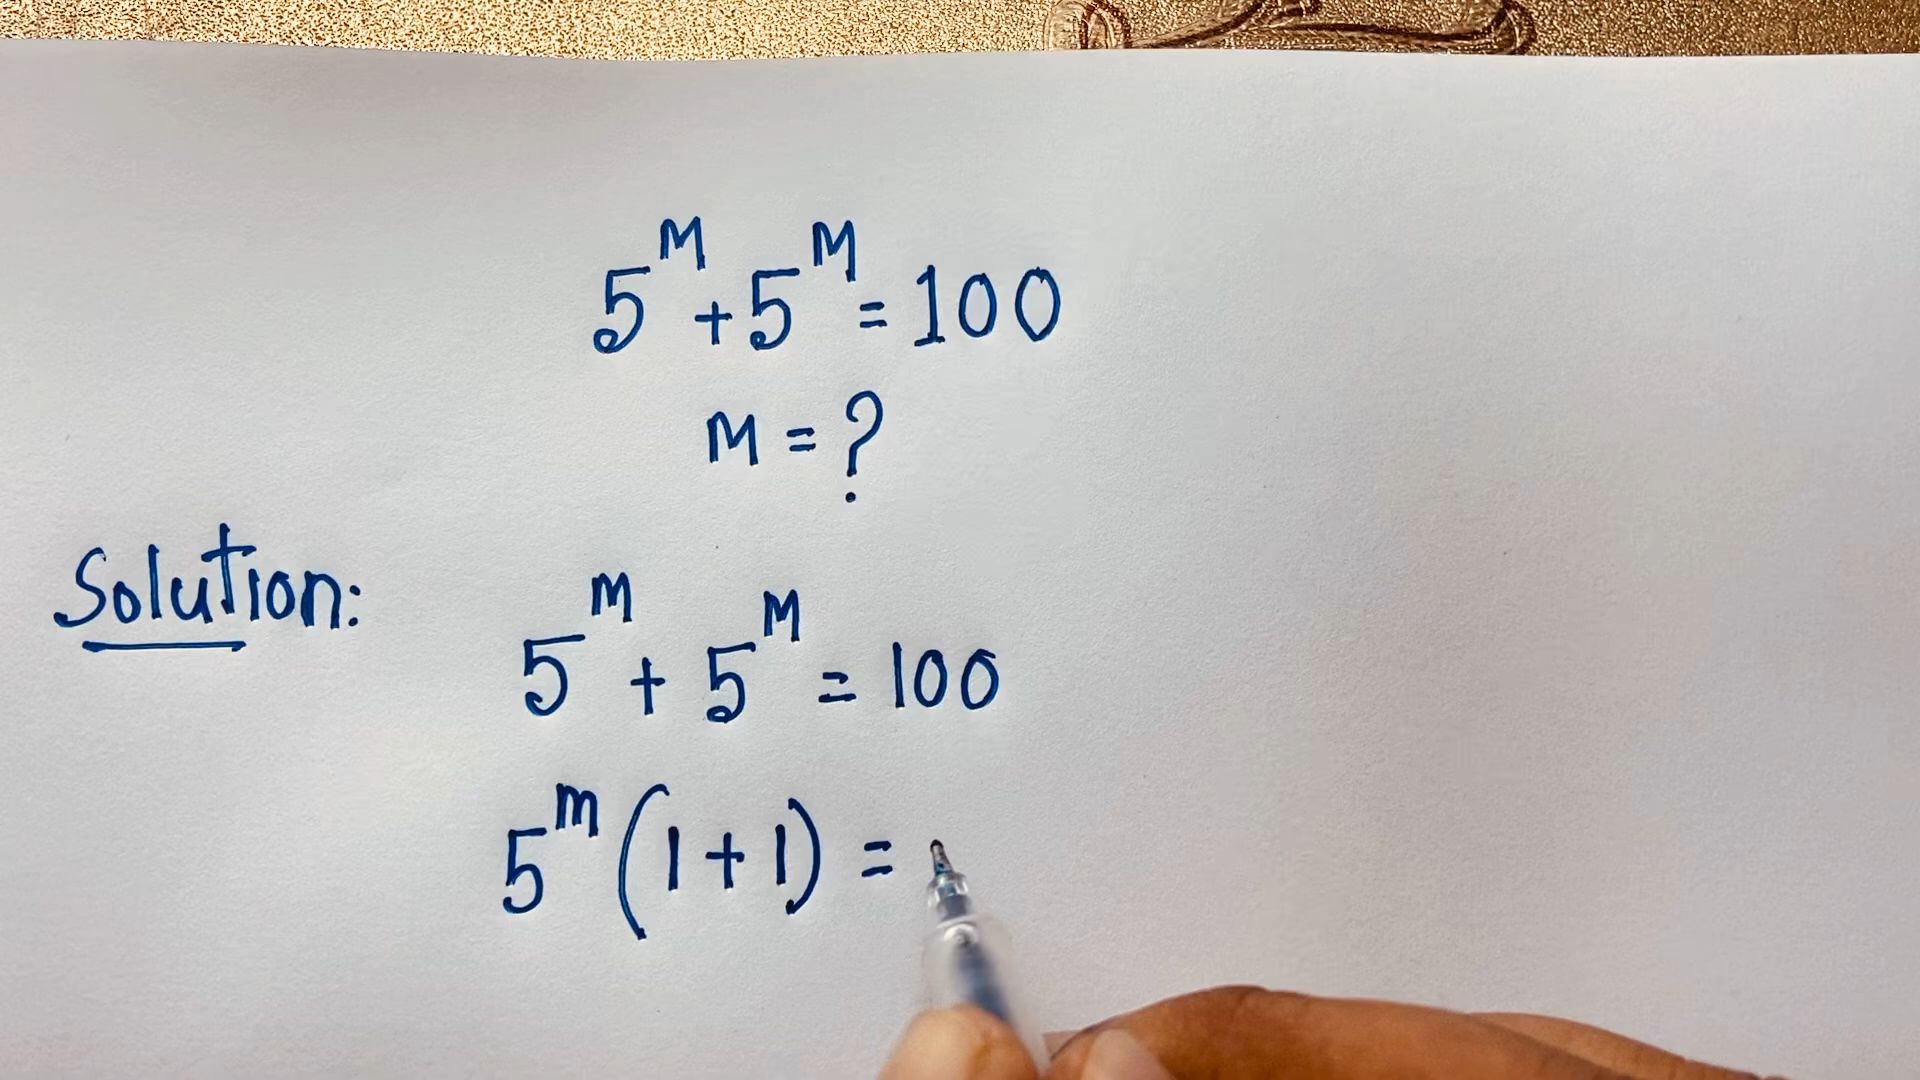 5^M + 5^M = 100
M = ?
Solution:
5^m + 5^M = 100
5^m (1 + 1) =